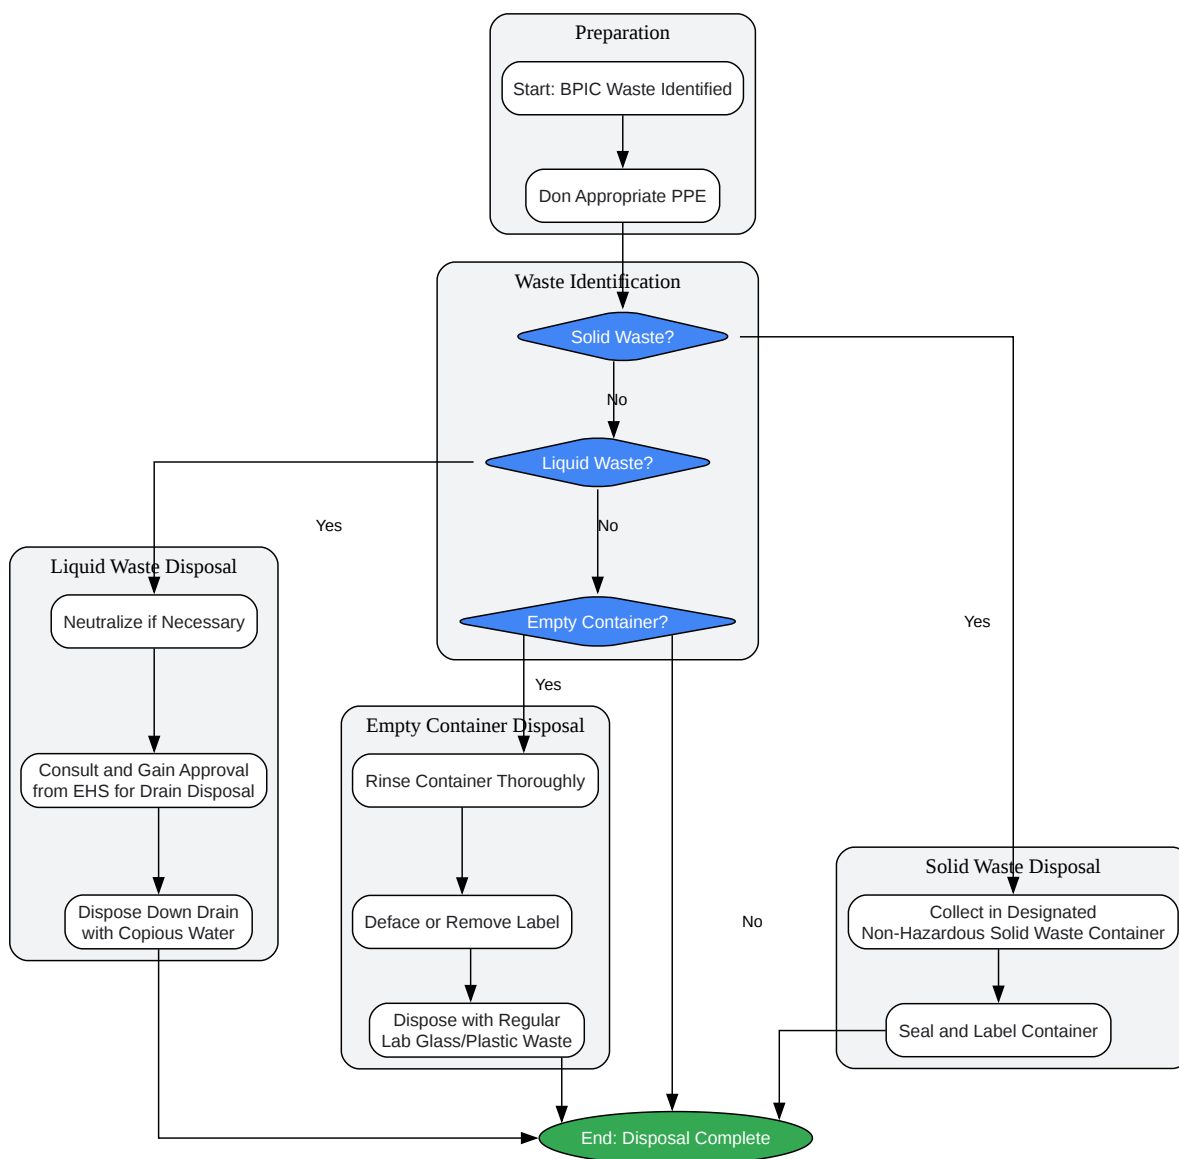 Preparation
Start: BPIC Waste Identified
Don Appropriate PPE
Waste Identification
Solid Waste?
No
Liquid Waste?
Yes
No
Liquid Waste Disposal
Neutralize if Necessary
Empty Container?
Yes
Yes
Empty Container Disposal
Consult and Gain Approval
from EHS for Drain Disposal
Rinse Container Thoroughly
Solid Waste Disposal
Dispose Down Drain
with Copious Water
Deface or Remove Label
No
Collect in Designated
Non-Hazardous Solid Waste Container
Dispose with Regular
Lab Glass/Plastic Waste
Seal and Label Container
End: Disposal Complete